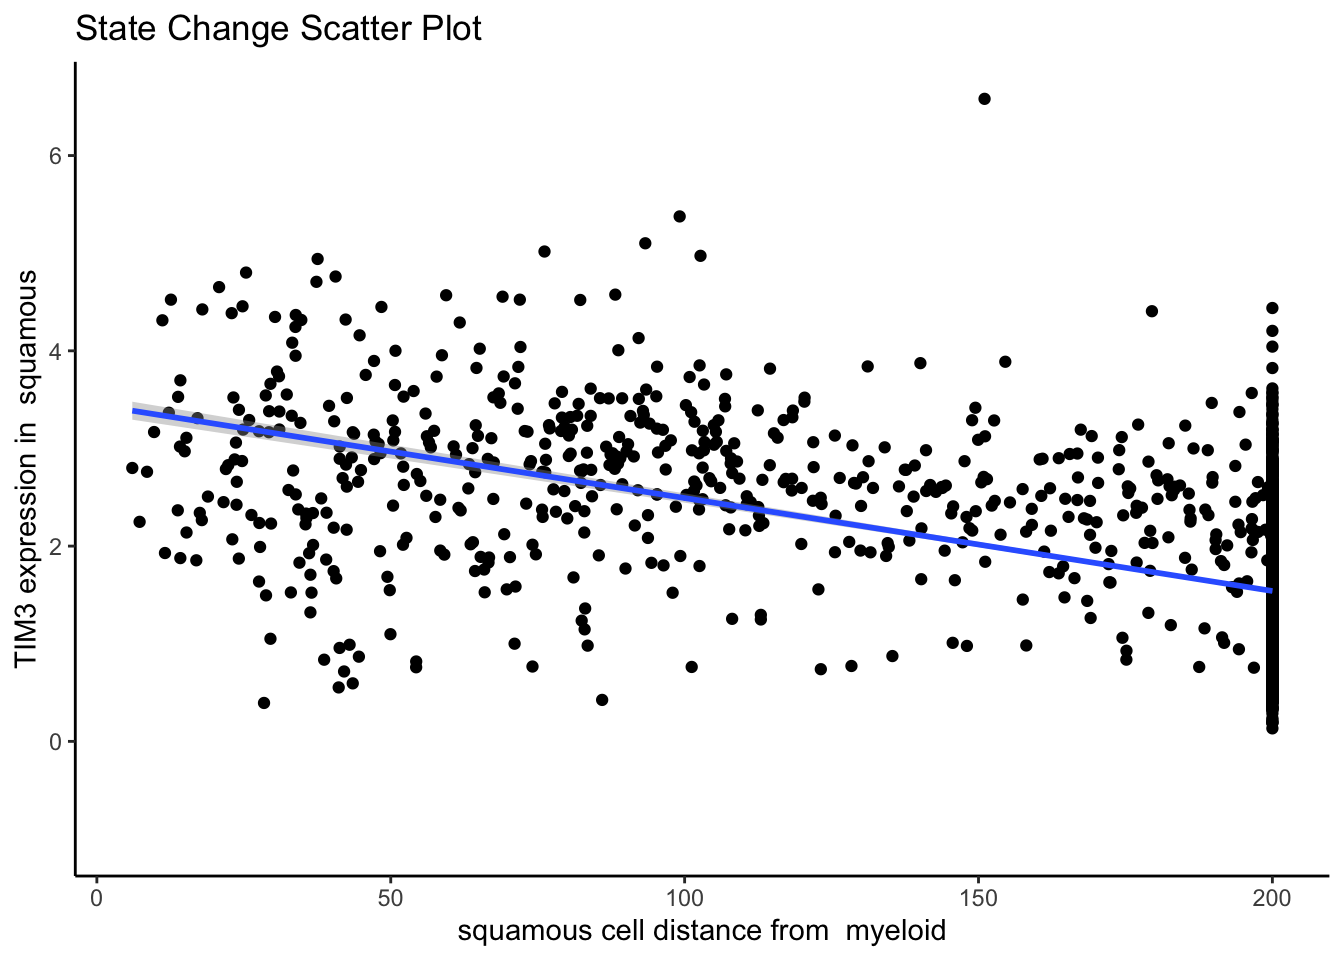 State Change Scatter Plot
TIM3 expression in  squamous
6
4
2
0
0 50 100 150 200
squamous cell distance from  myeloid